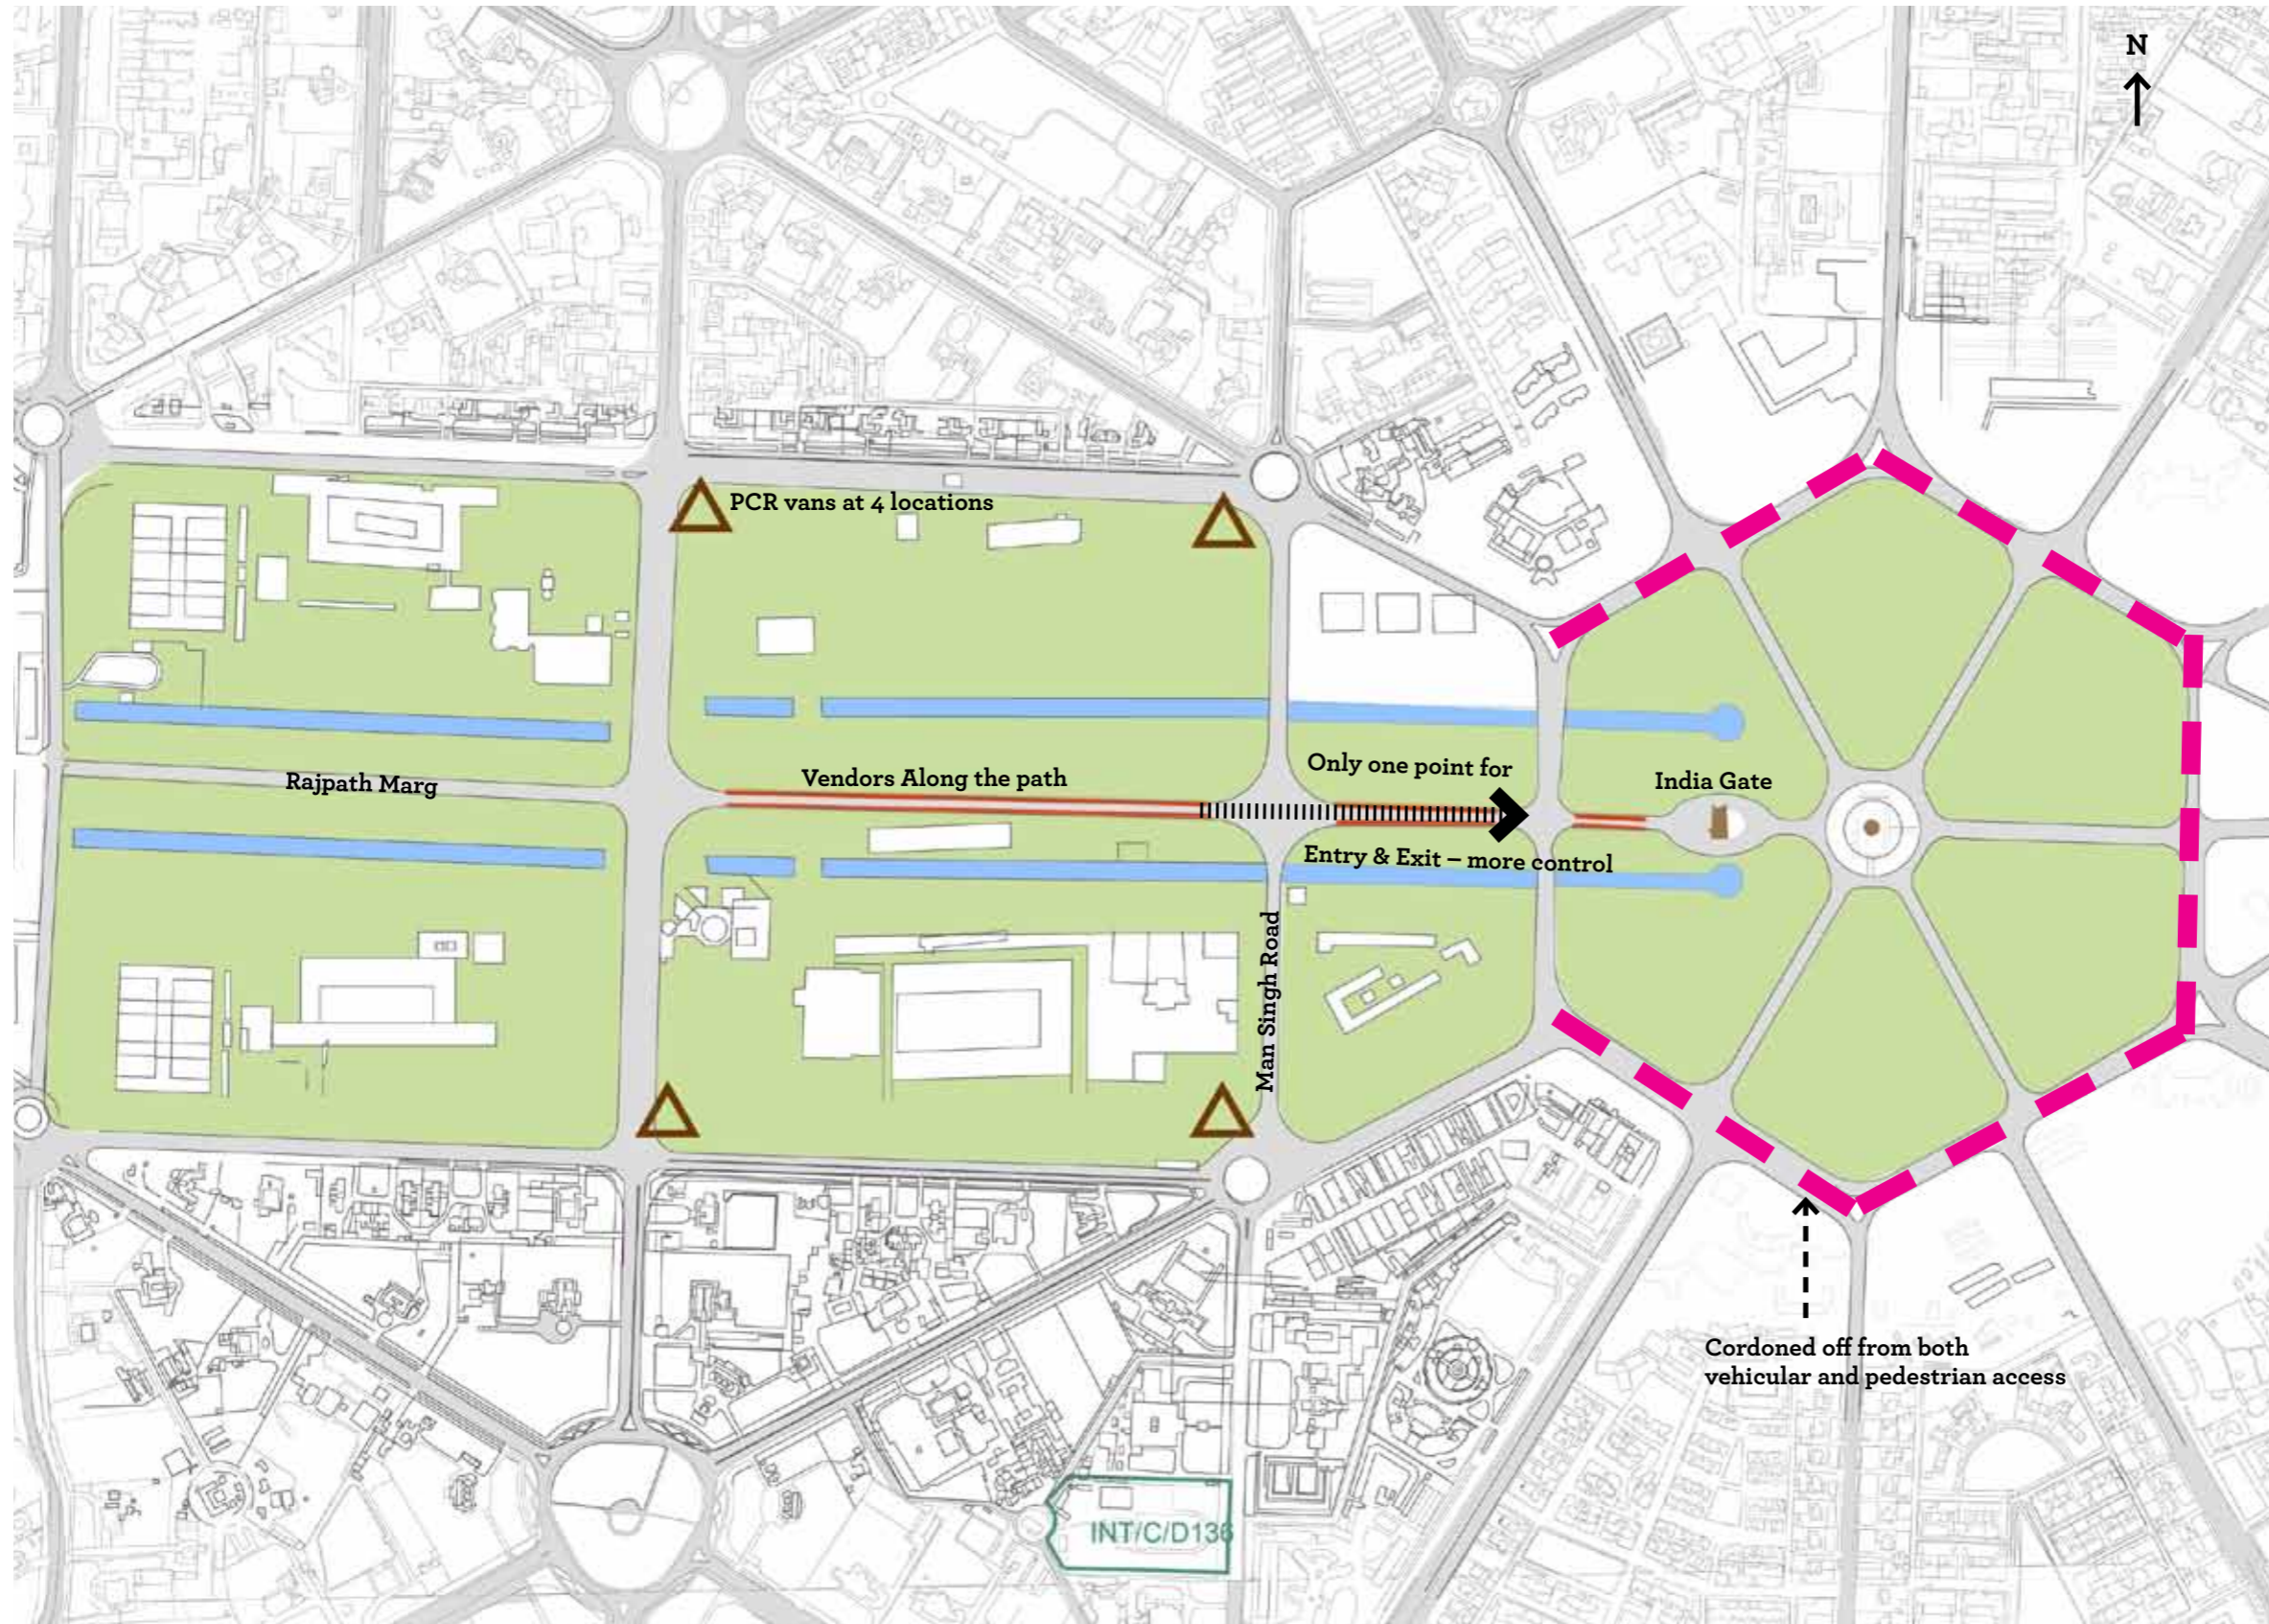 N
PCR vans at 4 locations
Only one point for
Vendors Along the path
India Gate
Rajpath Marg
Entry & Exit – more control
Man Singh Road
Cordoned off from both
vehicular and pedestrian access
INT/C/D136